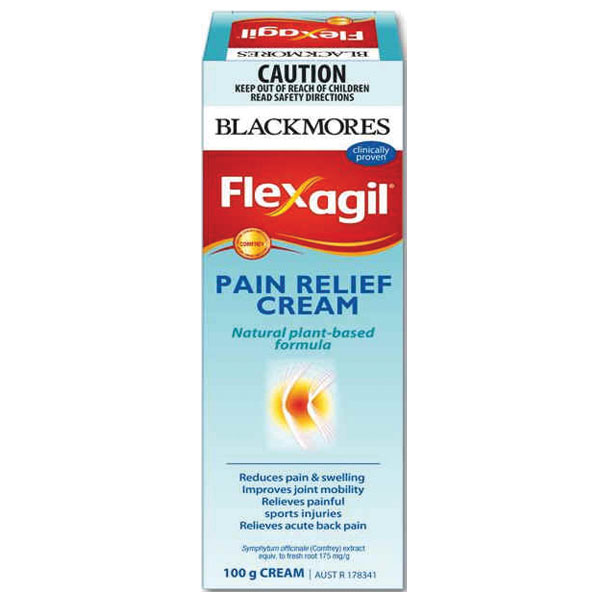 Flexagil
BLACKMORES
CAUTION
KEEP OUT OF REACH OF CHILDREN
READ SAFETY DIRECTIONS
BLACKMORES
clinically
proven
Flexagil®
COMFREY
PAIN RELIEF
CREAM
Natural plant-based
formula
Reduces pain & swelling
Improves joint mobility
Relieves painful
sports injuries
Relieves acute back pain
Symphytum officinale (Comfrey) extract
equiv. to fresh root 175 mg/g
100 g CREAM | AUST R 178341